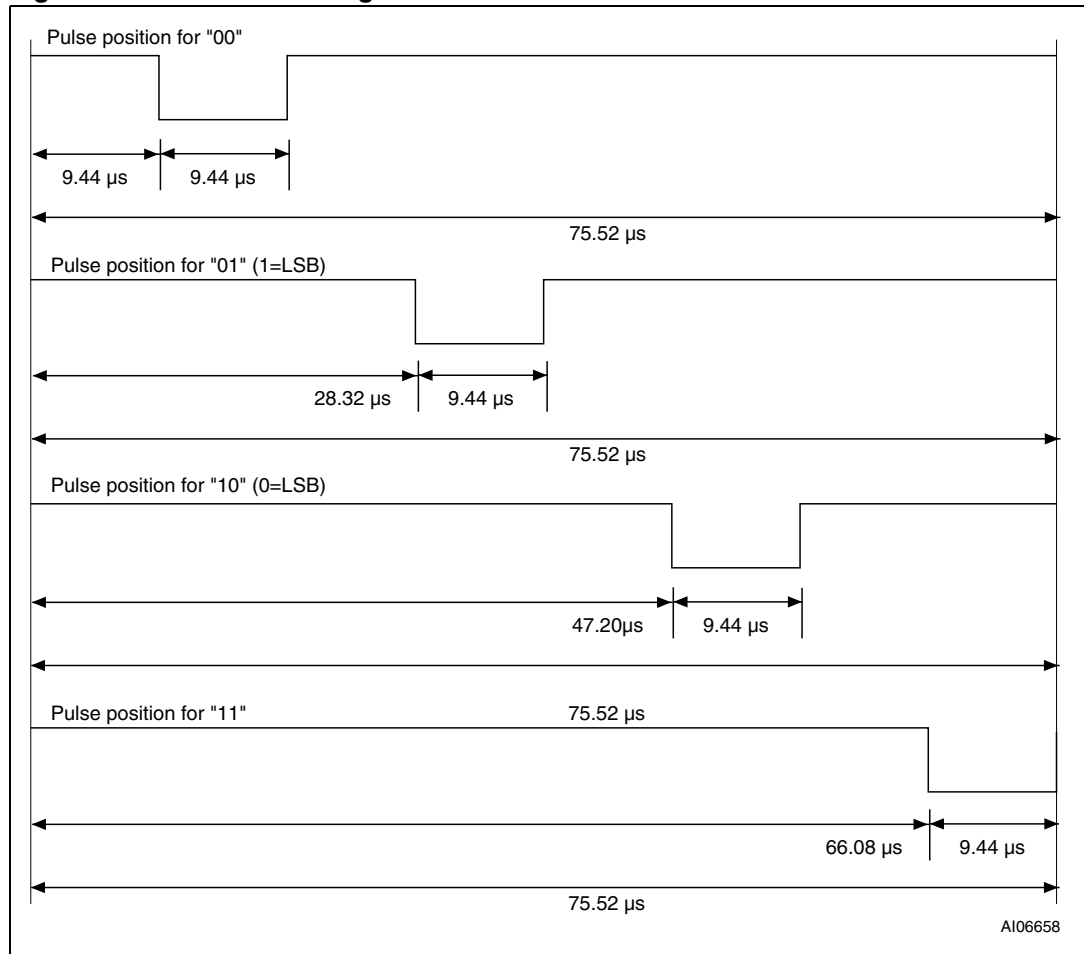 Pulse position for "00"
9.44 µs 9.44 µs
75.52 µs
Pulse position for "01" (1=LSB)
28.32 µs 9.44 µs
75.52 µs
Pulse position for "10" (0=LSB)
47.20µs 9.44 µs
Pulse position for "11" 75.52 µs
66.08 µs 9.44 µs
75.52 µs
AI06658